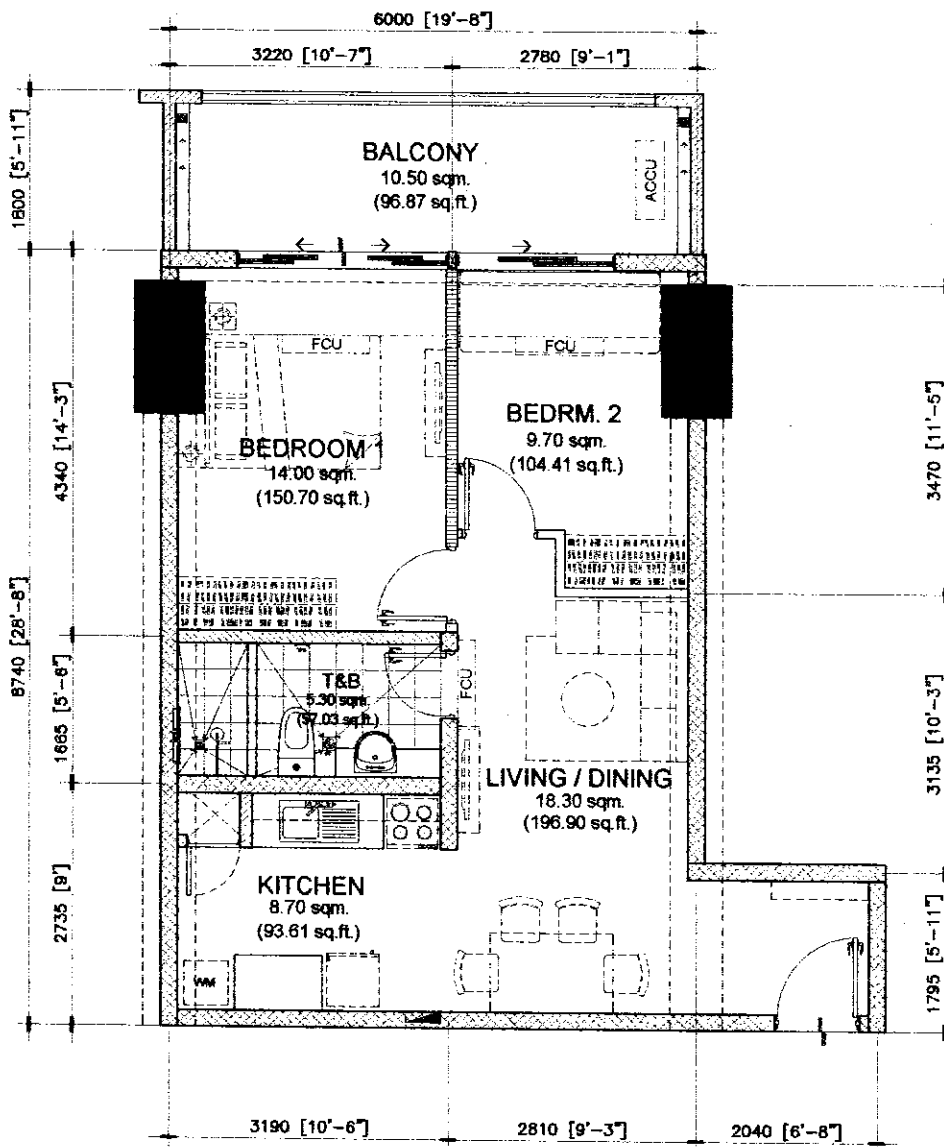 6000 [19'-8"]
3220 [10'-7"]
2780 [9'-1"]
1800 [5'-11"]
BALCONY
10.50 sqm.
(96.87 sq.ft.)
ACCU
FCU
FCU
BEDROOM 1
14.00 sqm.
(150.70 sq.ft.)
BEDRM. 2
9.70 sqm.
(104.41 sq.ft.)
4340 [14'-3"]
3470 [11'-5"]
8740 [28'-8"]
1665 [5'-6"]
T&B
5.30 sqm.
(57.03 sq.ft.)
FCU
LIVING / DINING
18.30 sqm.
(196.90 sq.ft.)
3135 [10'-3"]
2735 [9']
KITCHEN
8.70 sqm.
(93.61 sq.ft.)
WM
1795 [5'-11"]
3190 [10'-6"]
2810 [9'-3"]
2040 [6'-8"]